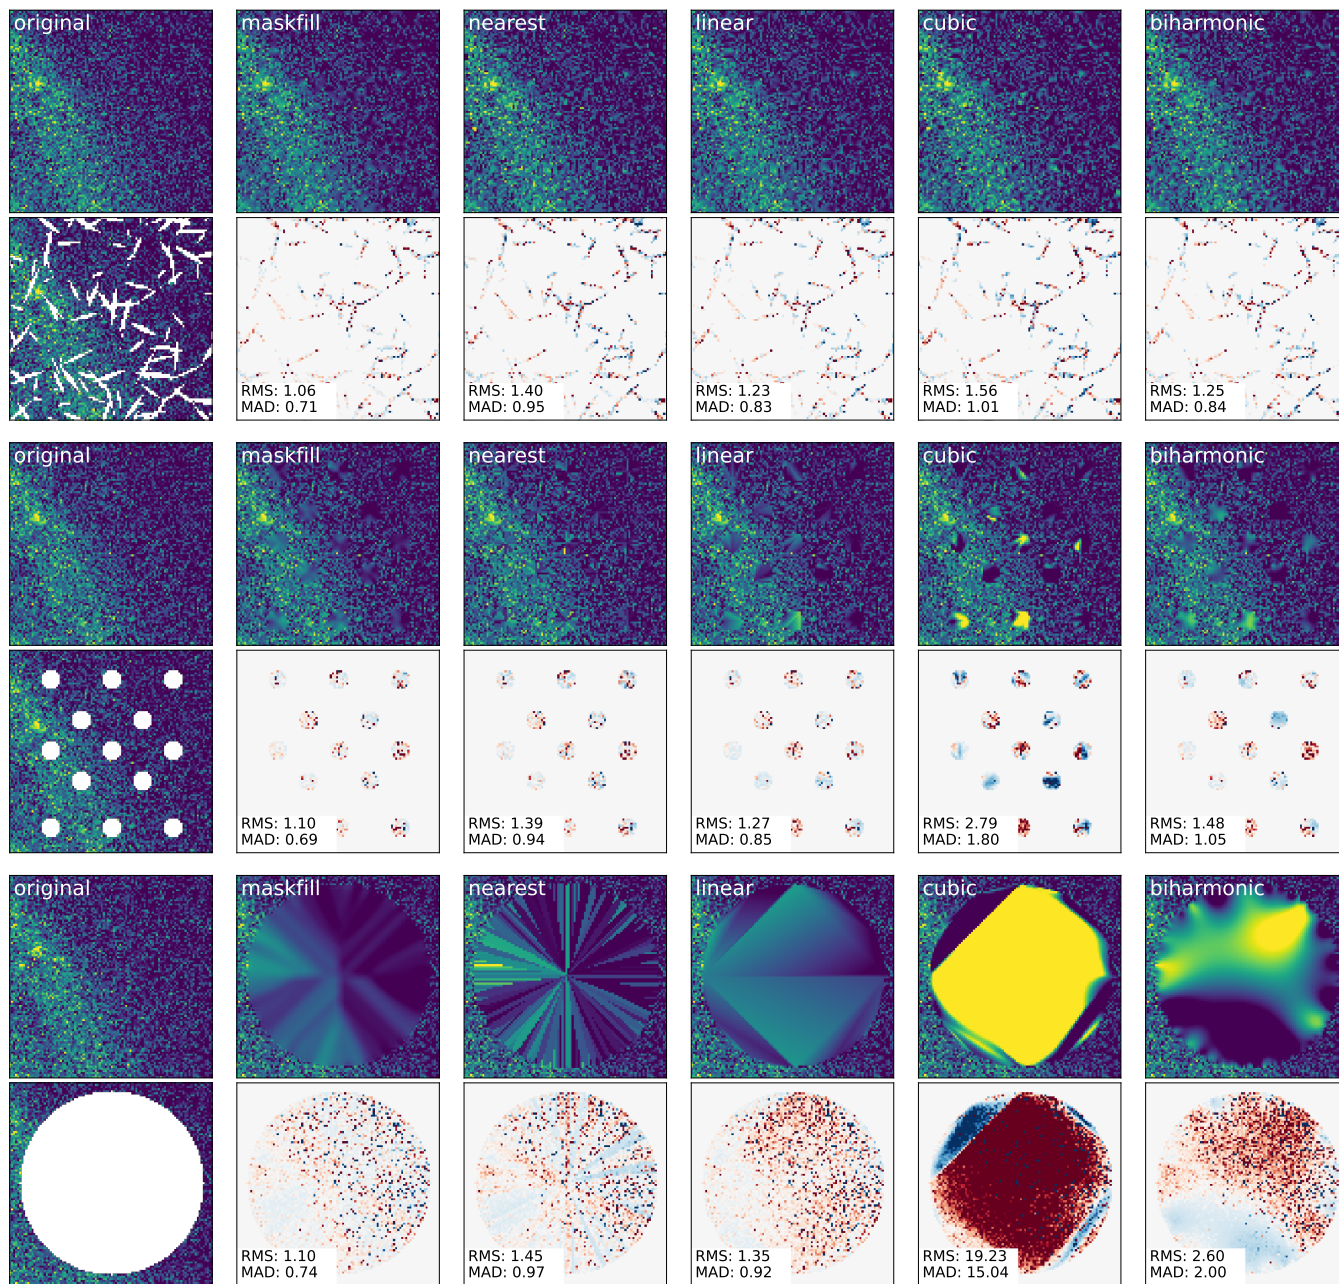 original maskfill nearest linear cubic biharmonic
RMS: 1.06 RMS: 1.40 RMS: 1.23 RMS: 1.56 RMS: 1.25
MAD: 0.71 MAD: 0.95 MAD: 0.83 MAD: 1.01 MAD: 0.84
original maskfill nearest linear cubic biharmonic
RMS: 1.10 RMS: 1.39 RMS: 1.27 RMS: 2.79 RMS: 1.48
MAD: 0.69 MAD: 0.94 MAD: 0.85 MAD: 1.80 MAD: 1.05
original maskfill nearest linear cubic biharmonic
RMS: 1.10 RMS: 1.45 RMS: 1.35 RMS: 19.23 RMS: 2.60
MAD: 0.74 MAD: 0.97 MAD: 0.92 MAD: 15.04 MAD: 2.00